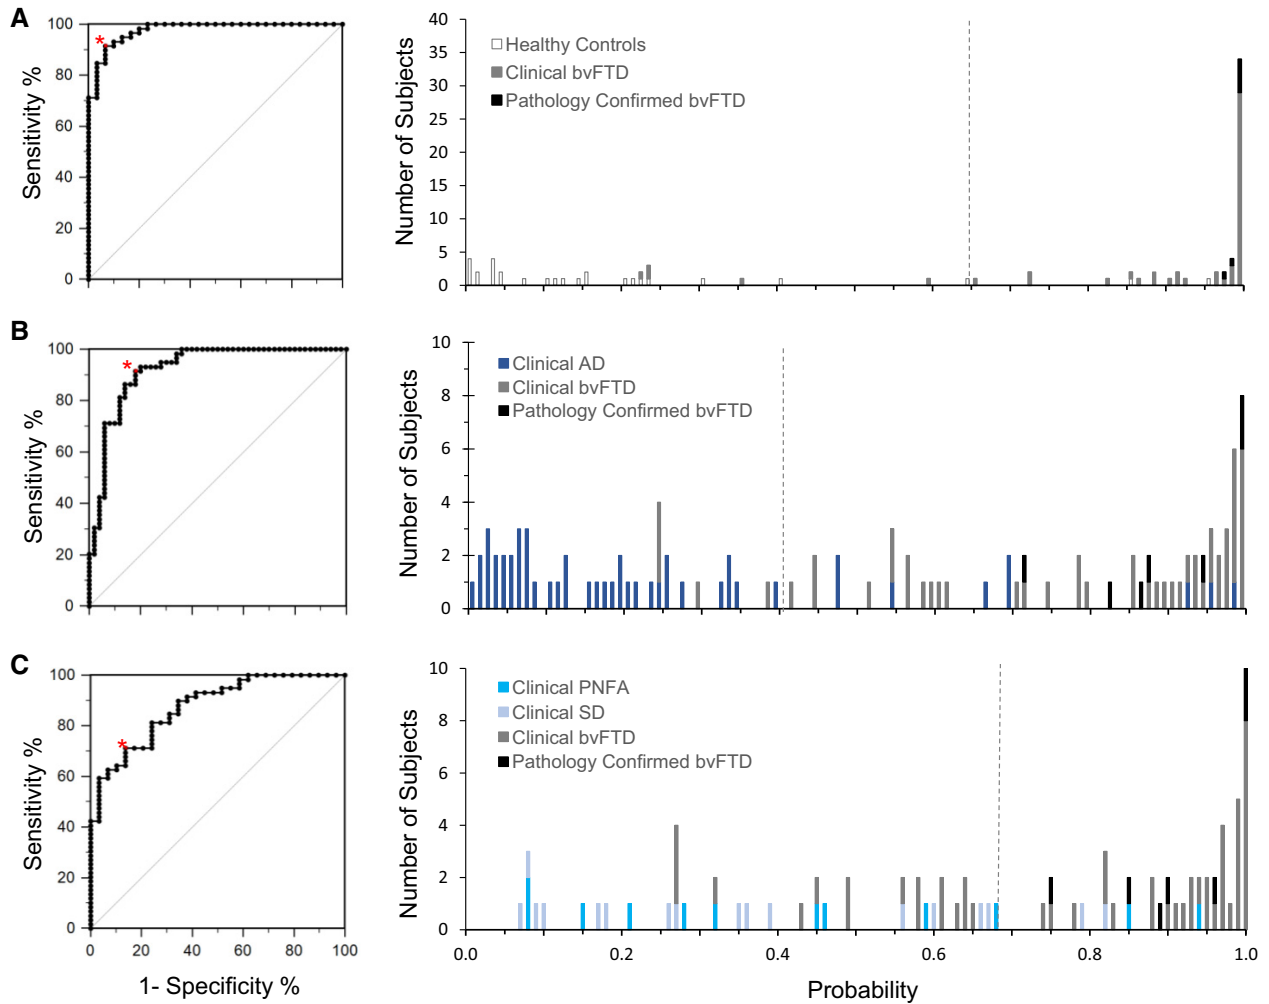 A
Sensitivity %
100
80
60
40
20
0
*
Number of Subjects
40
35
30
25
20
15
10
5
0
Healthy Controls
Clinical bvFTD
Pathology Confirmed bvFTD
B
Sensitivity %
100
80
60
40
20
0
*
Number of Subjects
10
8
6
4
2
0
Clinical AD
Clinical bvFTD
Pathology Confirmed bvFTD
C
Sensitivity %
100
80
60
40
20
0
*
0 20 40 60 80 100
1- Specificity %
Number of Subjects
10
8
6
4
2
0
Clinical PNFA
Clinical SD
Clinical bvFTD
Pathology Confirmed bvFTD
0.0 0.2 0.4 0.6 0.8 1.0
Probability